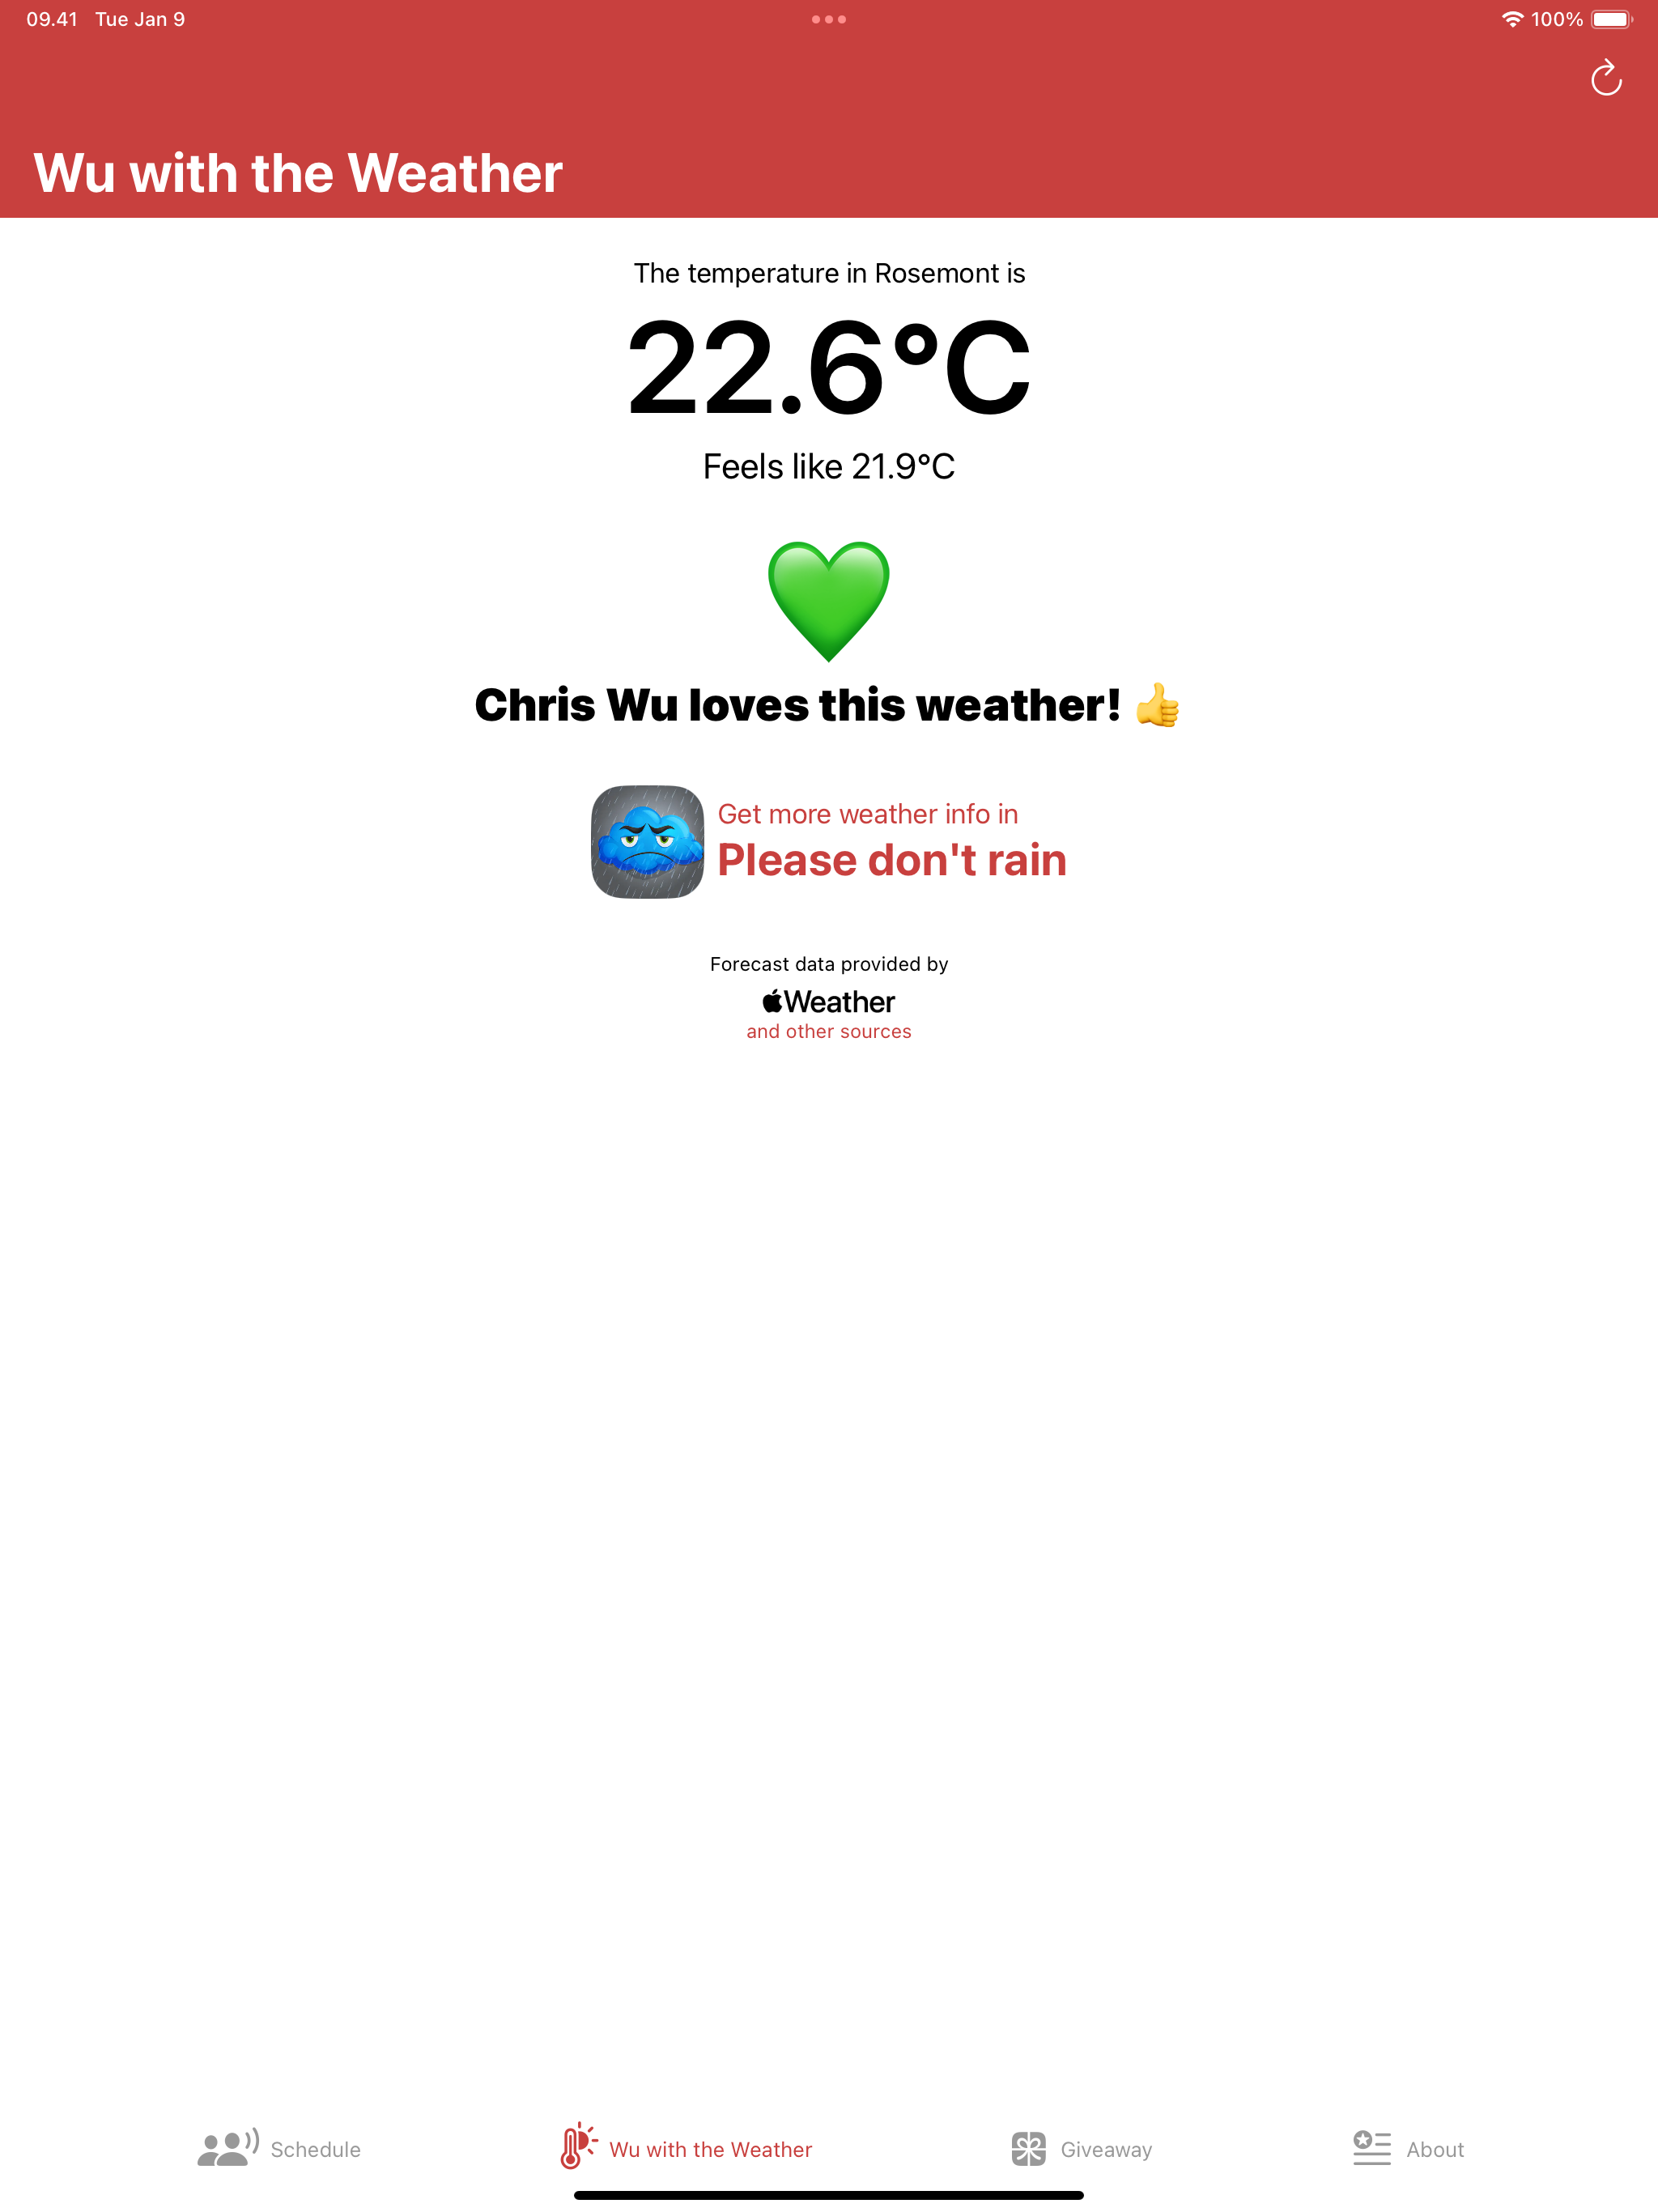 09.41 Tue Jan 9
100%
Wu with the Weather
The temperature in Rosemont is
22.6°C
Feels like 21.9°C
Chris Wu loves this weather! 👍
Get more weather info in
Please don't rain
Forecast data provided by
Weather
and other sources
Schedule
Wu with the Weather
Giveaway
About